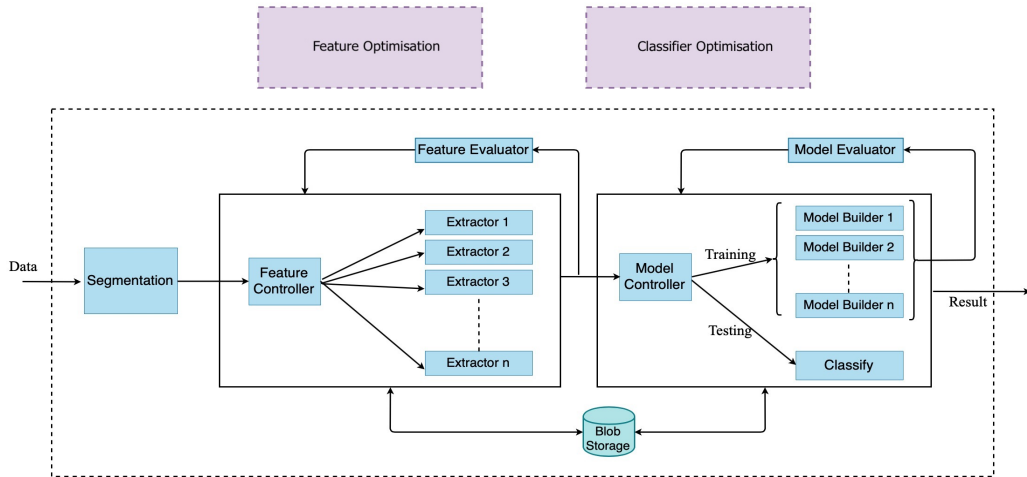 Feature Optimisation
Classifier Optimisation
Feature Evaluator
Model Evaluator
Data
Segmentation
Feature
Controller
Extractor 1
Extractor 2
Extractor 3
Extractor n
Model
Controller
Training
Testing
Model Builder 1
Model Builder 2
Model Builder n
Classify
Result
Blob
Storage